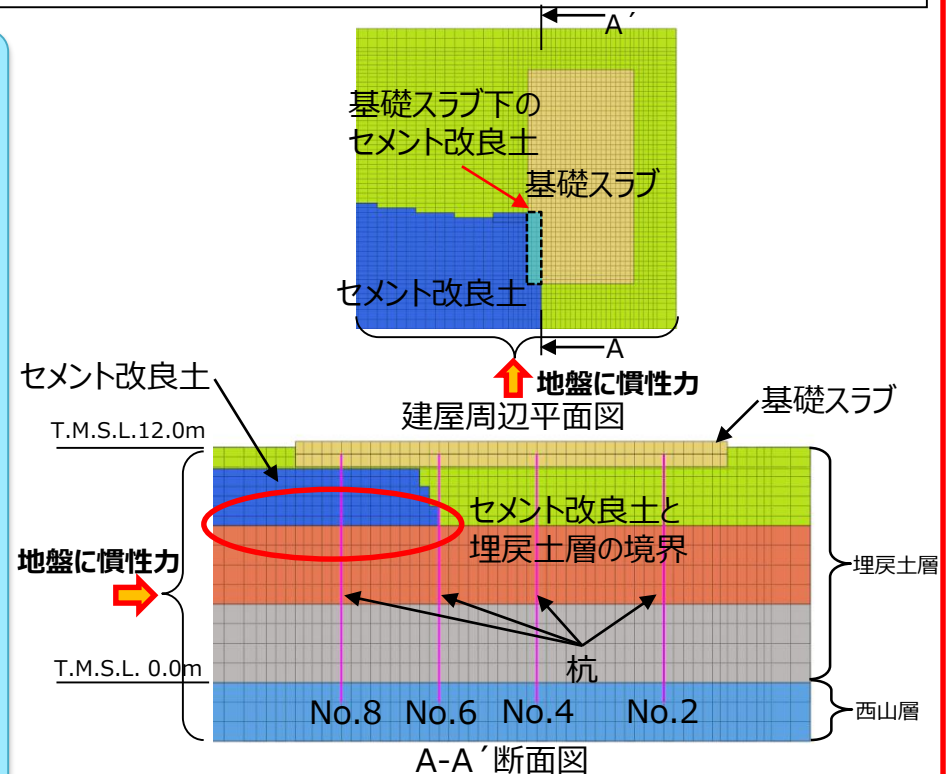 A´
基礎スラブ下の
セメント改良土
基礎スラブ
セメント改良土
A
地盤に慣性力
建屋周辺平面図
セメント改良土
基礎スラブ
T.M.S.L.12.0m
セメント改良土と
埋戻土層の境界
地盤に慣性力
埋戻土層
杭
T.M.S.L. 0.0m
No.8 No.6 No.4 No.2
西山層
A-A´断面図